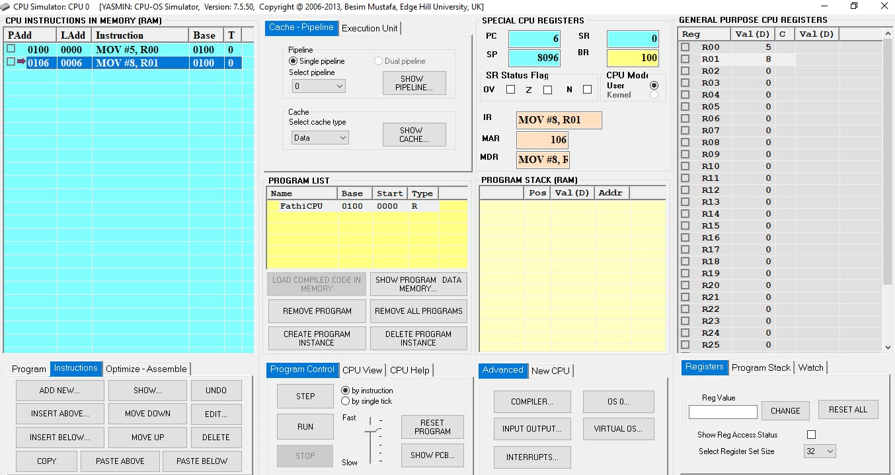 CPU Simulator: CPU 0 [YASMIN: CPU-OS Simulator, Version: 7.5.50, Copyright @ 2006-2013, Besim Mustafa, Edge Hill University, UK]
CPU INSTRUCTIONS IN MEMORY (RAM)
PAdd LAdd Instruction Base T
0100 0000 MOV #5, R00 0100 0
0106 0006 MOV #8, R01 0100 0
Program Instructions Optimize - Assemble
ADD NEW... SHOW... UNDO
INSERT ABOVE... MOVE DOWN EDIT...
INSERT BELOW... MOVE UP DELETE
COPY PASTE ABOVE PASTE BELOW
Cache - Pipeline Execution Unit
Pipeline
Single pipeline Dual pipeline
Select pipeline
0
SHOW
PIPELINE...
Cache
Select cache type
Data
SHOW
CACHE...
PROGRAM LIST
Name Base Start Type
FathiCPU 0100 0000 R
LOAD COMPILED CODE IN
MEMORY
SHOW PROGRAM DATA
MEMORY...
REMOVE PROGRAM REMOVE ALL PROGRAMS
CREATE PROGRAM
INSTANCE
DELETE PROGRAM
INSTANCE
Program Control CPU View CPU Help
STEP
RUN
STOP
by instruction
by single tick
Fast
Slow
RESET
PROGRAM
SHOW PCB...
SPECIAL CPU REGISTERS
PC 6 SR 0
SP 8096 BR 100
SR Status Flag
OV Z N
CPU Mode
User
Kernel
IR MOV #8, R01
MAR 106
MDR MOV #8, R
PROGRAM STACK (RAM)
Pos Val(D) Addr
Advanced New CPU
COMPILER... OS 0...
INPUT OUTPUT... VIRTUAL OS...
INTERRUPTS...
GENERAL PURPOSE CPU REGISTERS
Reg Val(D) C Val(D)
R00 5
R01 8
R02 0
R03 0
R04 0
R05 0
R06 0
R07 0
R08 0
R09 0
R10 0
R11 0
R12 0
R13 0
R14 0
R15 0
R16 0
R17 0
R18 0
R19 0
R20 0
R21 0
R22 0
R23 0
R24 0
R25 0
Registers Program Stack Watch
Reg Value
CHANGE RESET ALL
Show Reg Access Status
Select Register Set Size 32